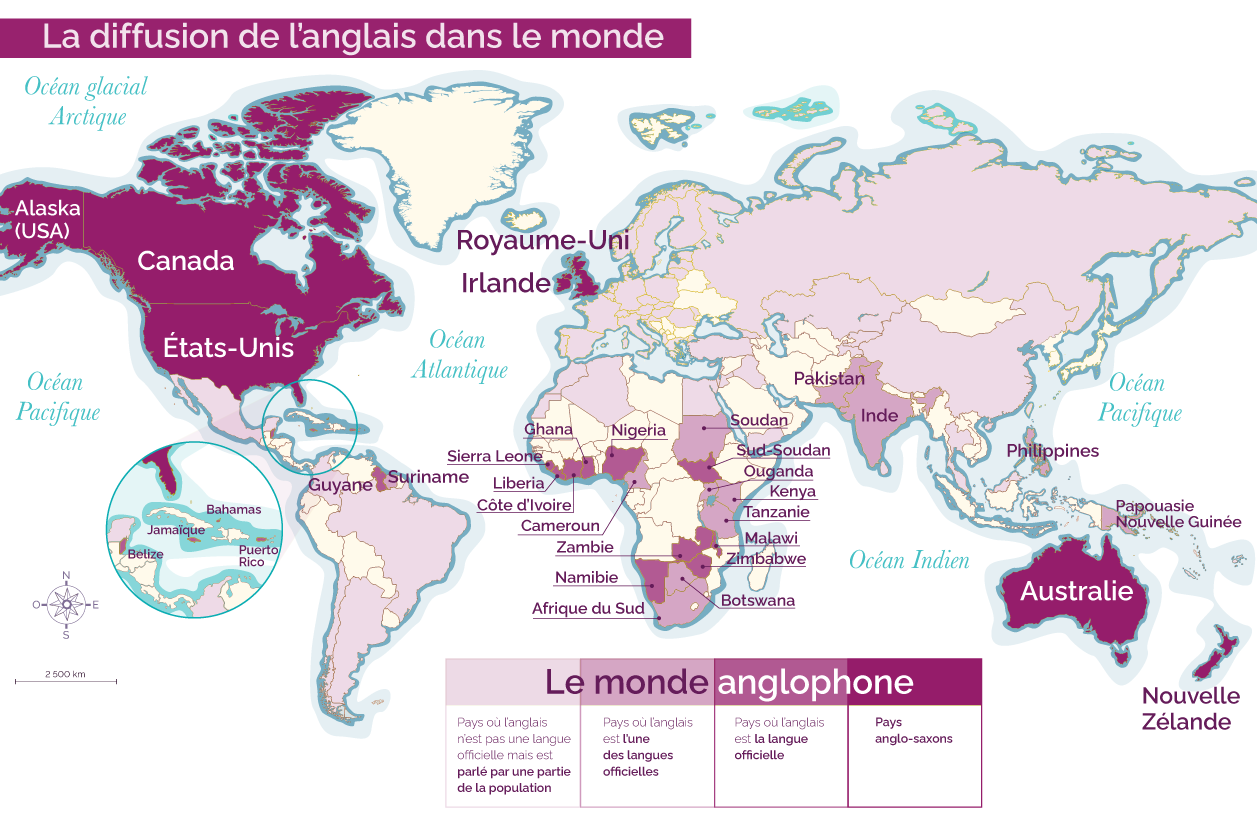 La diffusion de l'anglais dans le monde
Océan glacial
Arctique
Alaska
(USA)
Canada
États-Unis
Royaume-Uni
Irlande
Océan
Atlantique
Océan
Pacifique
Océan
Pacifique
Pakistan
Inde
Philippines
Papouasie
Nouvelle Guinée
Ghana
Nigeria
Soudan
Sierra Leone
Sud-Soudan
Liberia
Ouganda
Côte d'Ivoire
Kenya
Cameroun
Tanzanie
Zambie
Malawi
Zimbabwe
Namibie
Botswana
Afrique du Sud
Guyane
Suriname
Bahamas
Jamaïque
Belize
Puerto
Rico
Océan Indien
Australie
Nouvelle
Zélande
N
O
E
S
2 500 km
Le monde anglophone
Pays où l'anglais
n'est pas une langue
officielle mais est
parlé par une partie
de la population
Pays où l'anglais
est l'une
des langues
officielles
Pays où l'anglais
est la langue
officielle
Pays
anglo-saxons